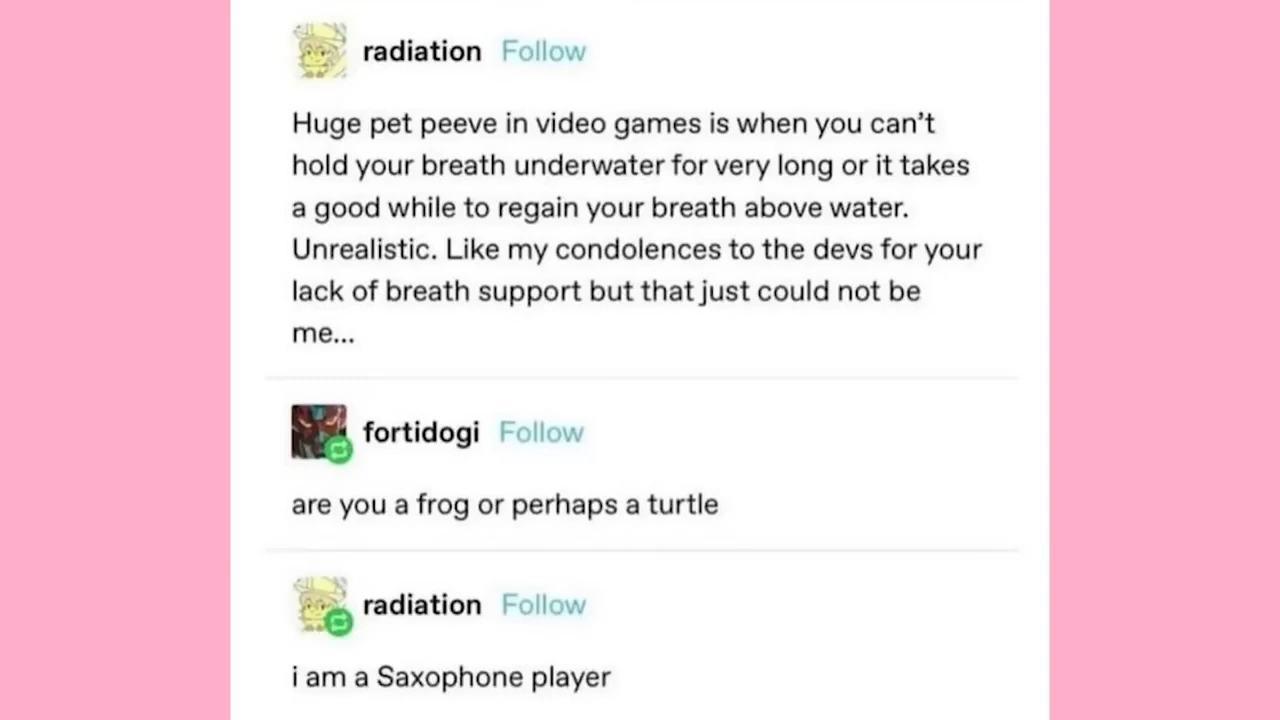 radiation Follow
Huge pet peeve in video games is when you can’t
hold your breath underwater for very long or it takes
a good while to regain your breath above water.
Unrealistic. Like my condolences to the devs for your
lack of breath support but that just could not be
me...
fortidogi Follow
are you a frog or perhaps a turtle
radiation Follow
i am a Saxophone player